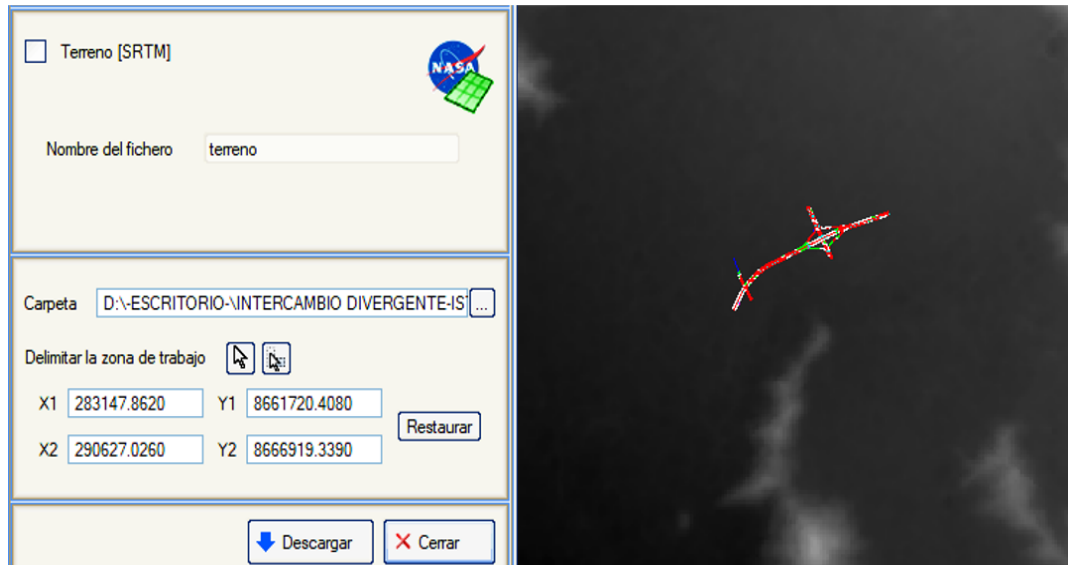 Terreno [SRTM]
NASA
Nombre del fichero terreno
Carpeta D:\-ESCRITORIO-\INTERCAMBIO DIVERGENTE-IST ...
Delimitar la zona de trabajo
X1 283147.8620 Y1 8661720.4080
Restaurar
X2 290627.0260 Y2 8666919.3390
Descargar Cerrar